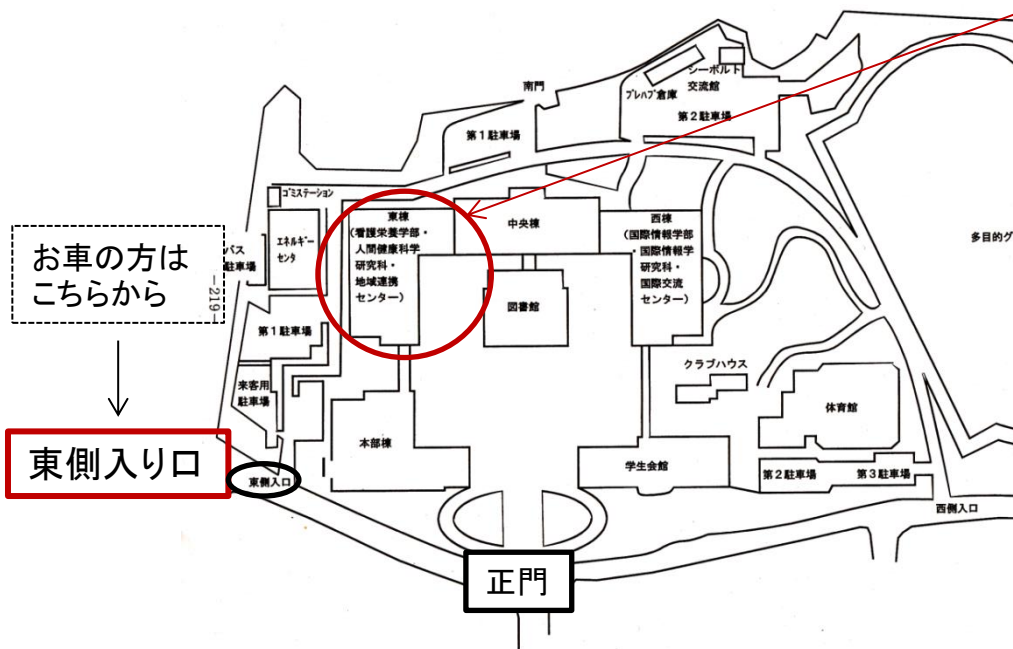 シーボルト
交流館
プレハブ倉庫
南門
第2駐車場
第1駐車場
ゴミステーション
東棟
(看護栄養学部・
人間健康科学
研究科・
地域連携
センター)
中央棟
西棟
(国際情報学部
・国際情報学
研究科・
国際交流
センター)
エネルギー
センタ
バス
駐車場
多目的グ
お車の方は
こちらから
-219
図書館
第1駐車場
クラブハウス
来客用
駐車場
体育館
本部棟
東側入り口
学生会館
第2駐車場
第3駐車場
東側入口
西側入口
正門